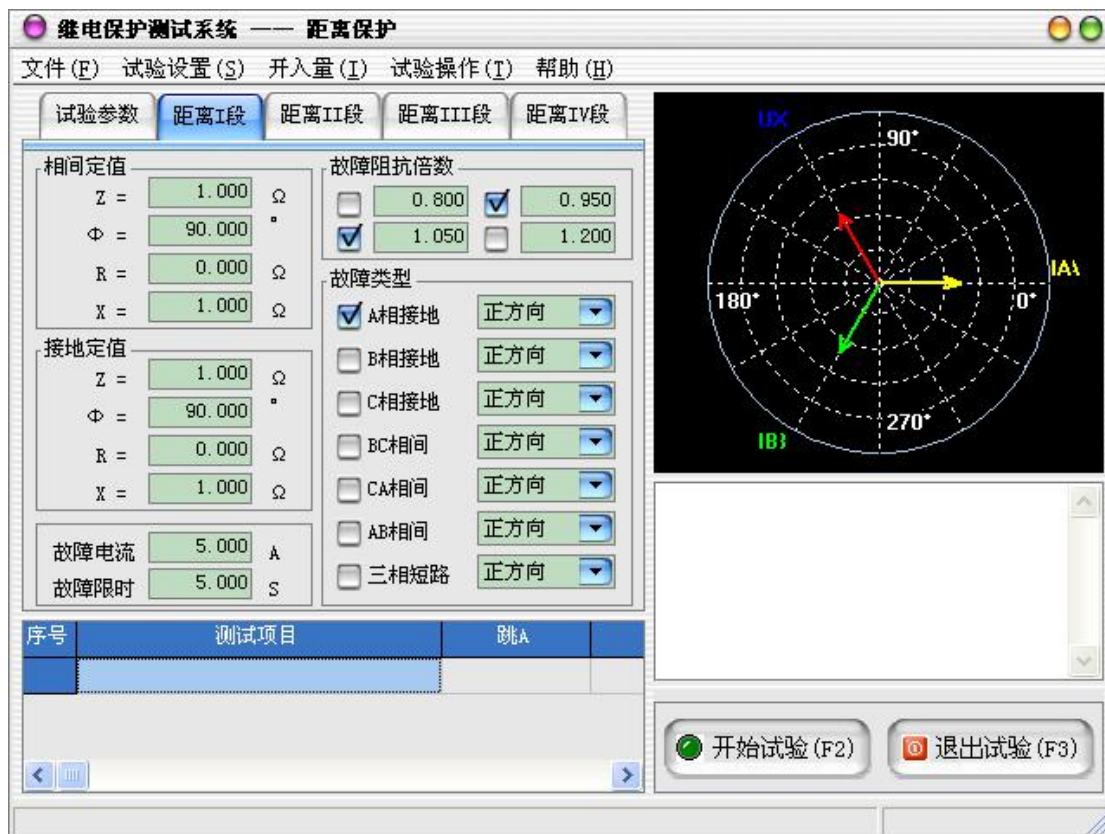 继电保护测试系统 —— 距离保护
文件(F) 试验设置(S) 开入量(I) 试验操作(T) 帮助(H)
试验参数 距离I段 距离II段 距离III段 距离IV段
相间定值
Z = 1.000 Ω
Φ = 90.000 °
R = 0.000 Ω
X = 1.000 Ω
接地定值
Z = 1.000 Ω
Φ = 90.000 °
R = 0.000 Ω
X = 1.000 Ω
故障电流 5.000 A
故障限时 5.000 S
故障阻抗倍数
0.800 0.950
1.050 1.200
故障类型
A相接地 正方向
B相接地 正方向
C相接地 正方向
BC相间 正方向
CA相间 正方向
AB相间 正方向
三相短路 正方向
90°
180°
0°
270°
序号 测试项目 跳A
开始试验(F2) 退出试验(F3)